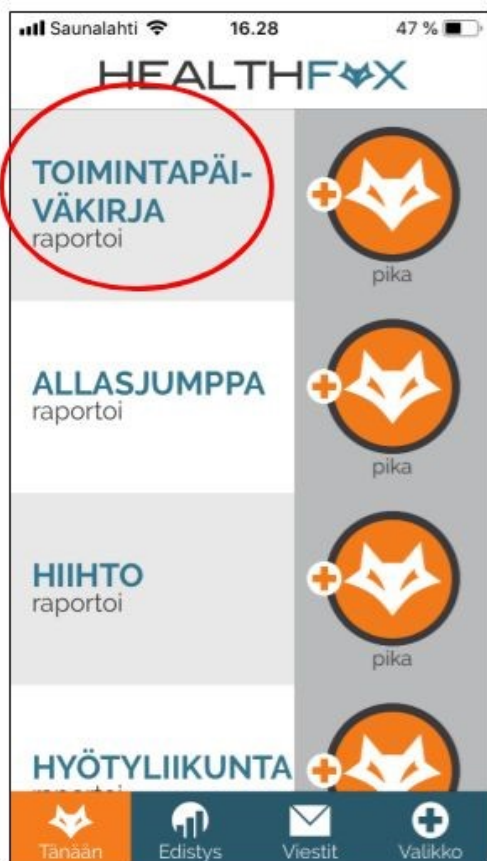 Saunalahti 16.28 47 %
HEALTHFOX
TOIMINTAPÄI-
VÄKIRJA
raportoi
pika
ALLASJUMPPA
raportoi
pika
HIIHTO
raportoi
pika
HYÖTYLIIKUNTA
Tänään Edistys Viestit Valikko